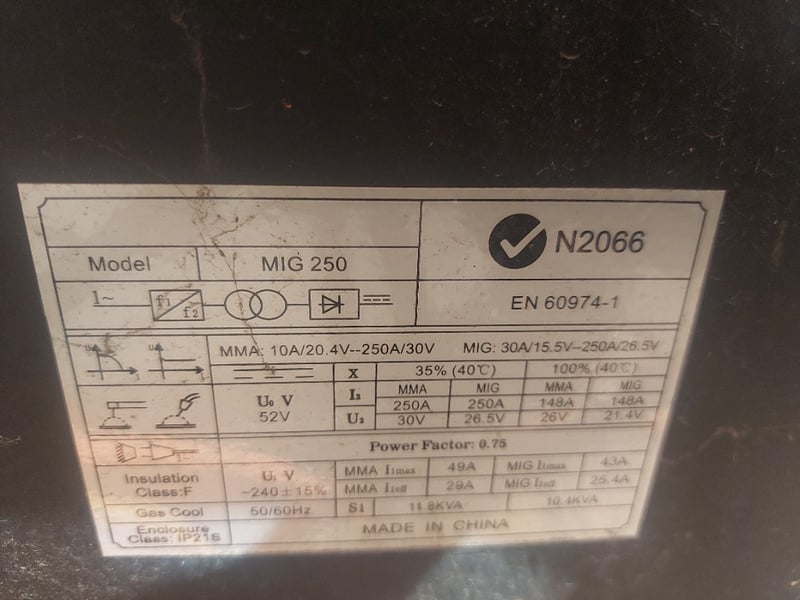 N2066
Model MIG 250
1~ f1 f2 EN 60974-1
MMA: 10A/20.4V--250A/30V MIG: 30A/15.5V--250A/26.5V
X 35% (40℃) 100% (40℃)
U₀ V I₂ MMA MIG MMA MIG
52V 250A 250A 148A 148A
U₂ 30V 26.5V 26V 21.4V
Power Factor: 0.75
Insulation Class:F U₁ V ~240±15% MMA I1max 49A MIG I1max 43A
MMA I1eff 29A MIG I1eff 25.4A
Gas Cool 50/60Hz S1 11.8KVA 10.4KVA
Enclosure Class: IP21S MADE IN CHINA